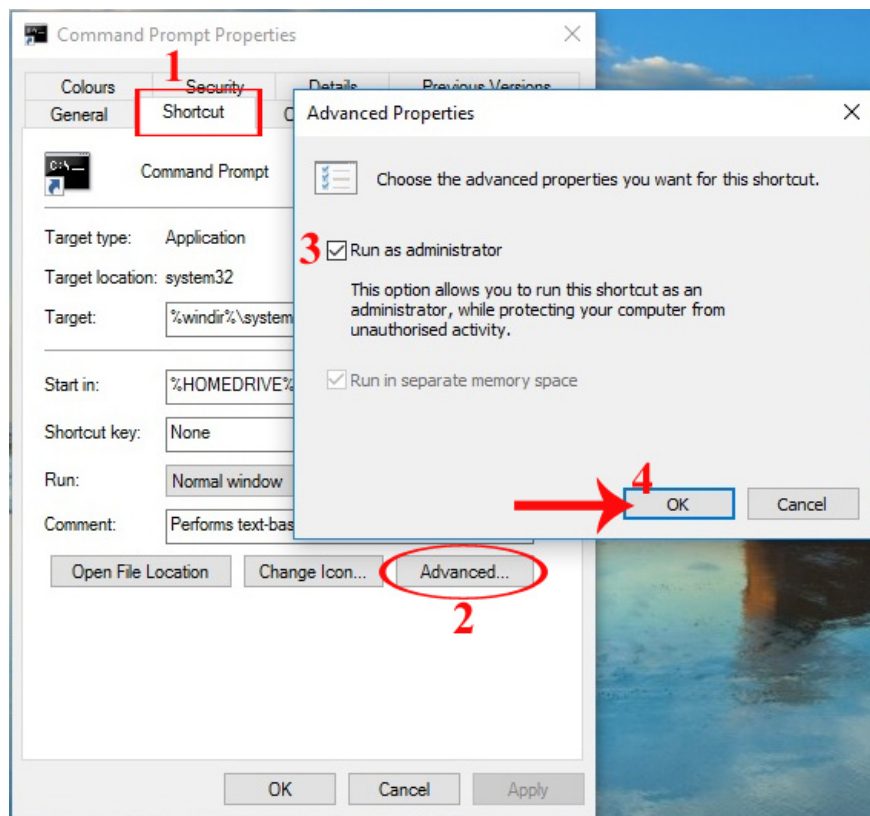 Command Prompt Properties
1
Colours Security Details Previous Versions
General Shortcut
Command Prompt
Target type: Application
Target location: system32
Target: %windir%\system
Start in: %HOMEDRIVE%
Shortcut key: None
Run: Normal window
Comment: Performs text-bas
Open File Location Change Icon... Advanced...
2
OK Cancel Apply
Advanced Properties
Choose the advanced properties you want for this shortcut.
3 Run as administrator
This option allows you to run this shortcut as an
administrator, while protecting your computer from
unauthorised activity.
Run in separate memory space
4
OK Cancel